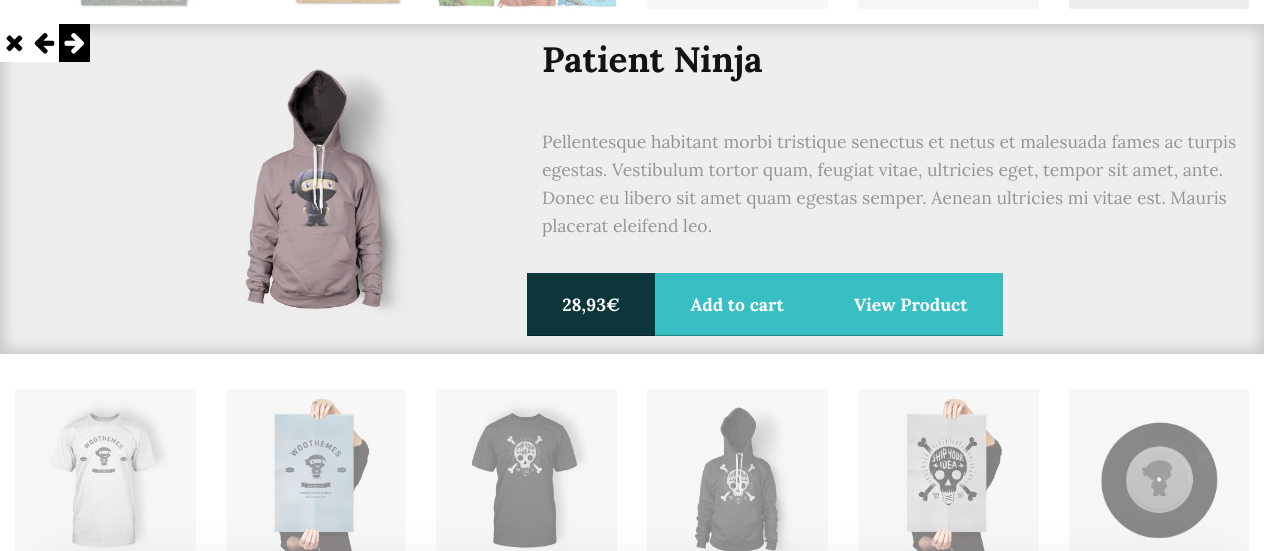 Patient Ninja
Pellentesque habitant morbi tristique senectus et netus et malesuada fames ac turpis
egestas. Vestibulum tortor quam, feugiat vitae, ultricies eget, tempor sit amet, ante.
Donec eu libero sit amet quam egestas semper. Aenean ultricies mi vitae est. Mauris
placerat eleifend leo.
28,93€
Add to cart
View Product
WOOTHEMES
WOOTHEMES
SHIP YOUR
IDEA